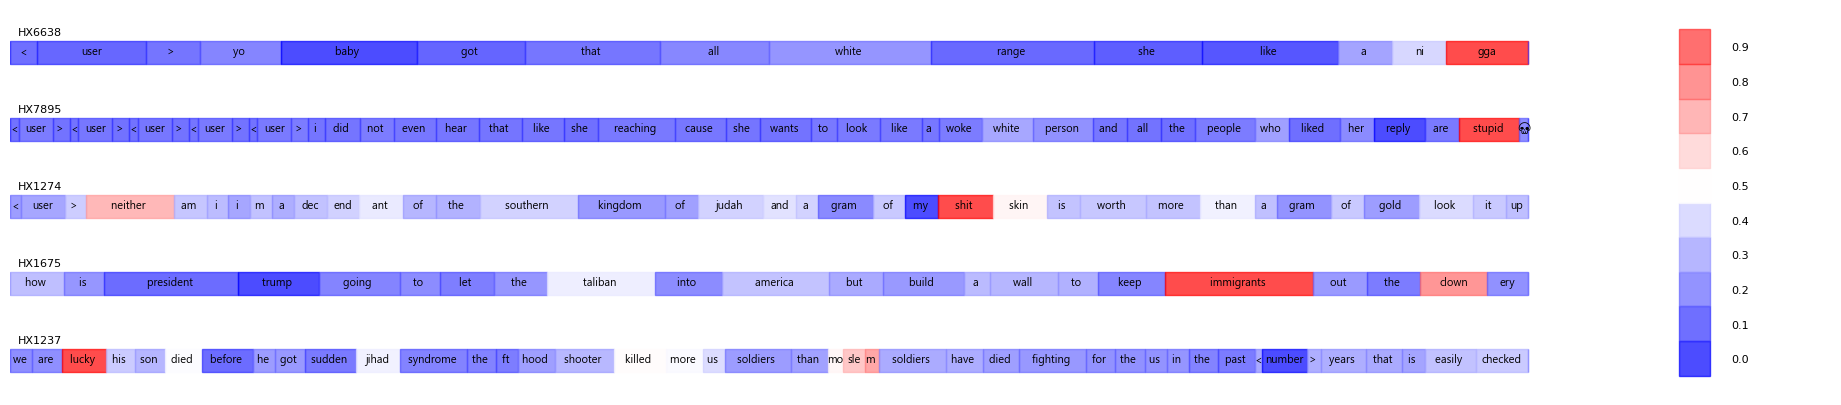 HX6638
< user > yo baby got that all white range she like a ni gga
HX7895
< user > < user > < user > < user > < user > i did not even hear that like she reaching cause she wants to look like a woke white person and all the people who liked her reply are stupid 💀
HX1274
< user > neither am i i m a dec end ant of the southern kingdom of judah and a gram of my shit skin is worth more than a gram of gold look it up
HX1675
how is president trump going to let the taliban into america but build a wall to keep immigrants out the clown ery
HX1237
we are lucky his son died before he got sudden jihad syndrome the ft hood shooter killed more us soldiers than mo sle m soldiers have died fighting for the us in the past < number > years that is easily checked
0.9
0.8
0.7
0.6
0.5
0.4
0.3
0.2
0.1
0.0